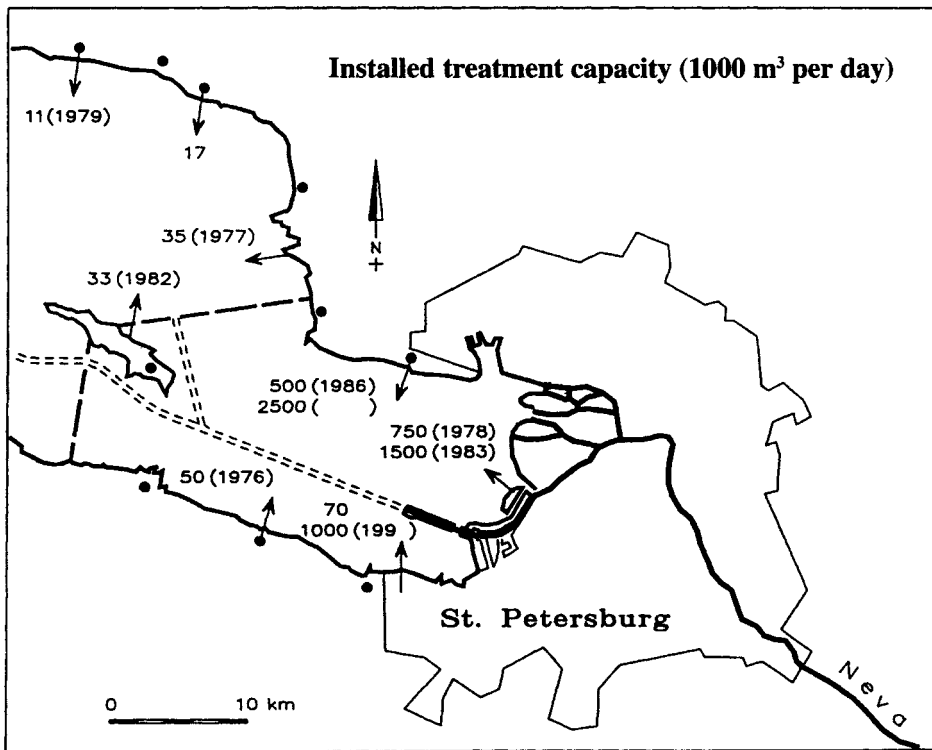 Installed treatment capacity (1000 m³ per day)
11 (1979)
17
35 (1977)
N
33 (1982)
500 (1986)
2500 (      )
750 (1978)
1500 (1983)
50 (1976)
70
1000 (199  )
St. Petersburg
Neva
0 10 km